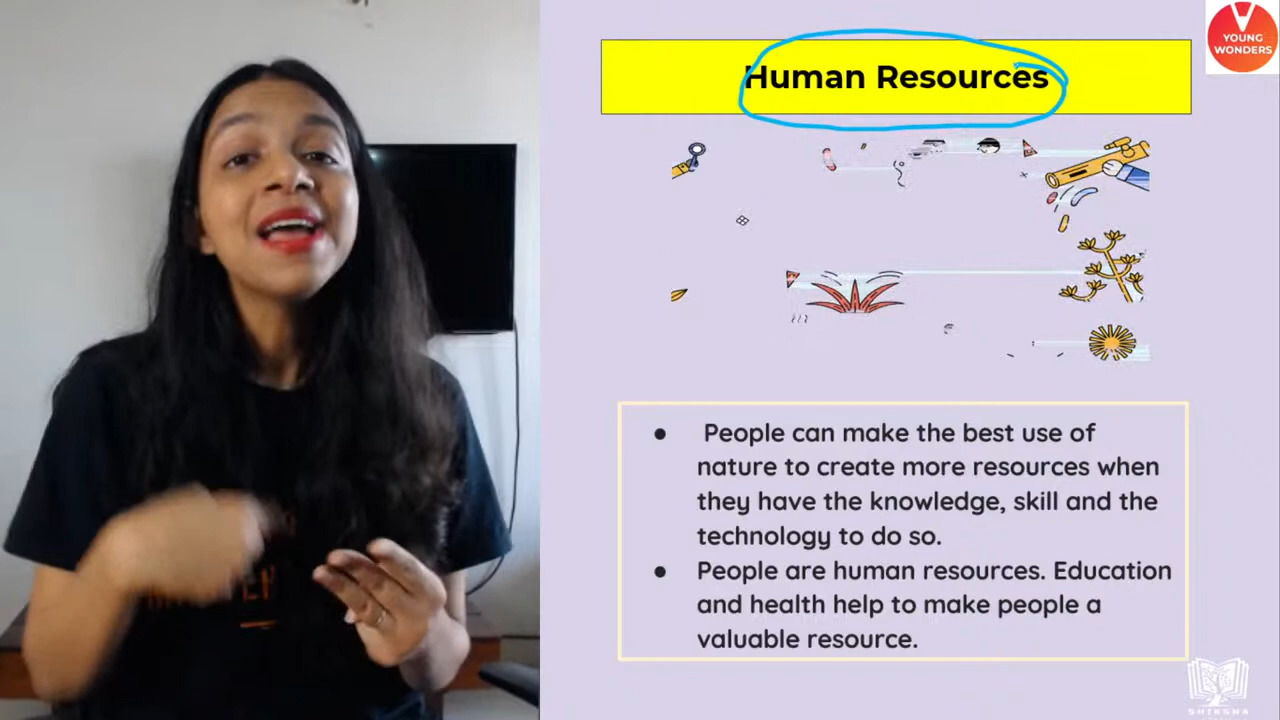 YOUNG
WONDERS
Human Resources
● People can make the best use of
nature to create more resources when
they have the knowledge, skill and the
technology to do so.
● People are human resources. Education
and health help to make people a
valuable resource.
SHIKSHA